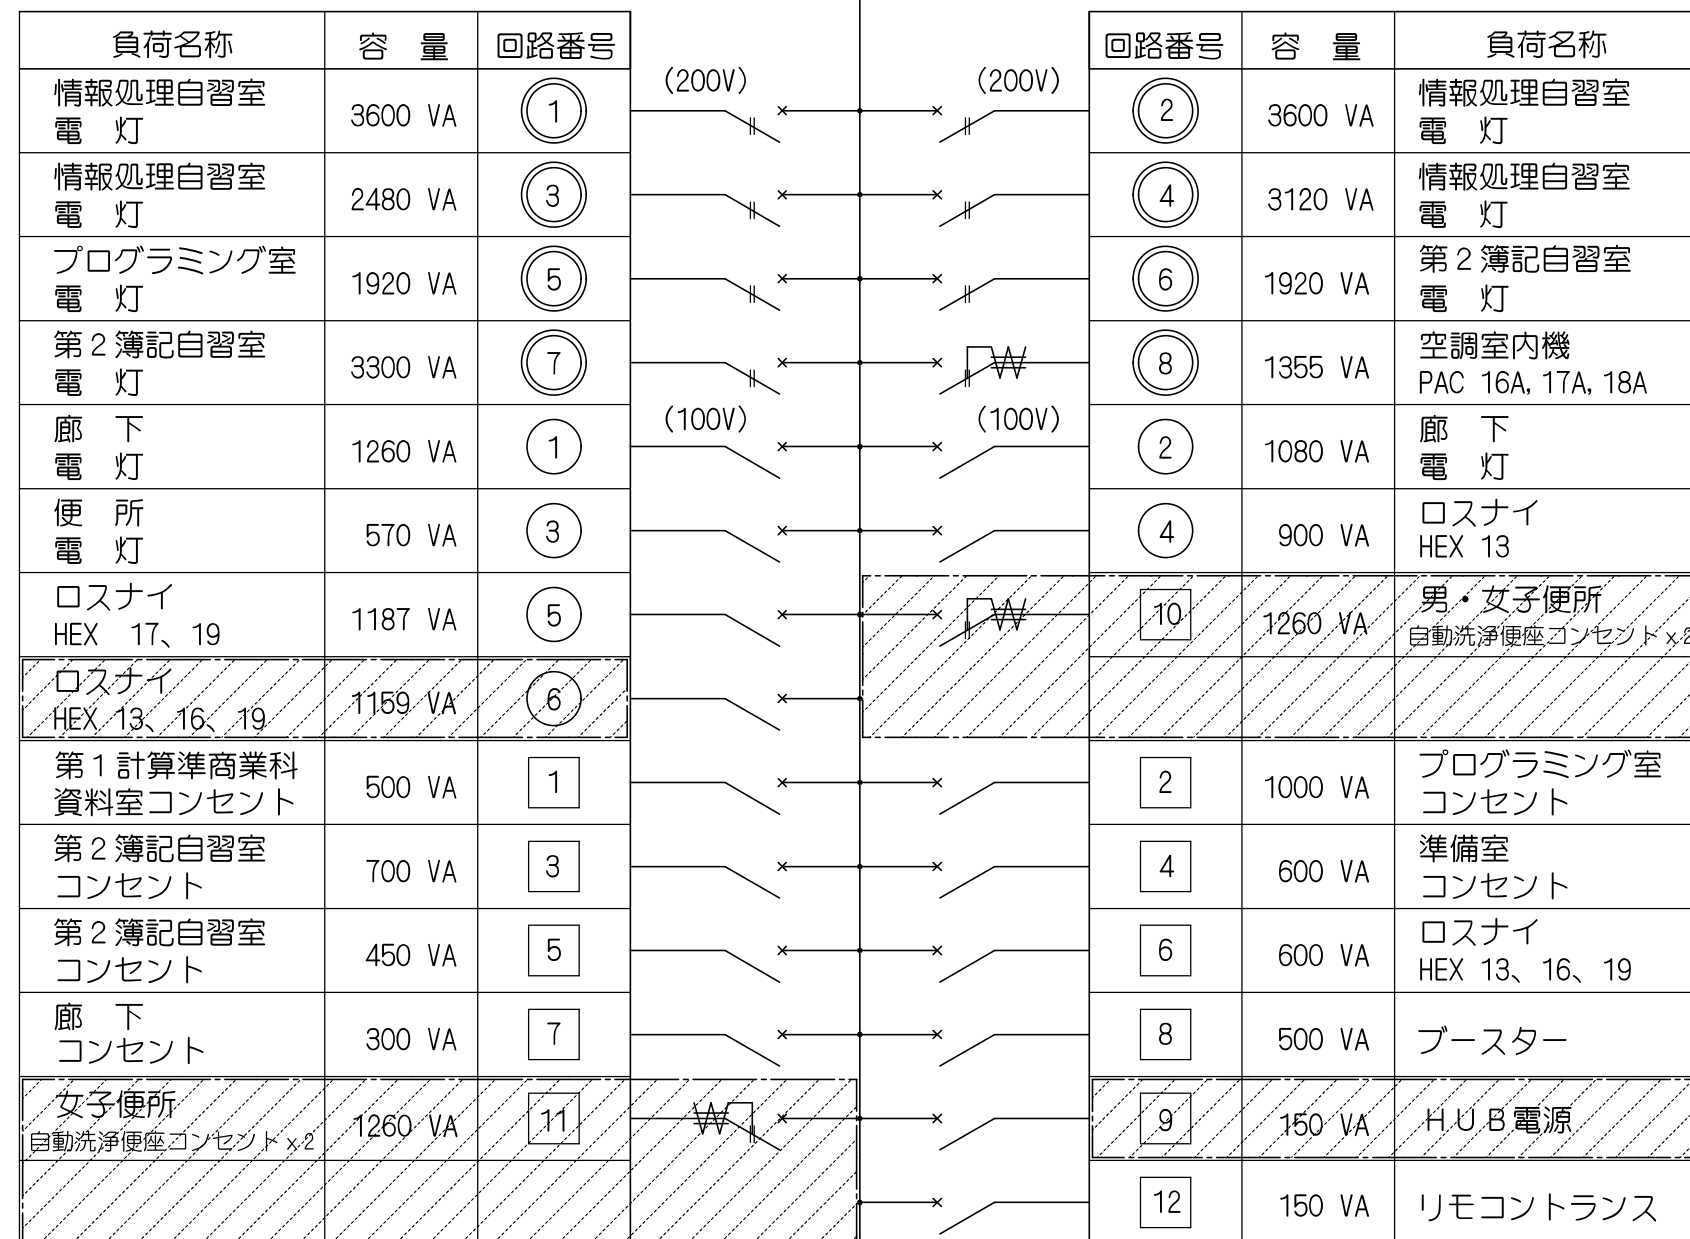 負荷名称 容　量 回路番号 回路番号 容　量 負荷名称
(200V) (200V)
情報処理自習室
電　灯 3600 VA 1
2 3600 VA 情報処理自習室
電　灯
情報処理自習室
電　灯 2480 VA 3
4 3120 VA 情報処理自習室
電　灯
プログラミング室
電　灯 1920 VA 5
6 1920 VA 第2簿記自習室
電　灯
第2簿記自習室
電　灯 3300 VA 7
8 1355 VA 空調室内機
PAC 16A, 17A, 18A
(100V) (100V)
廊　下
電　灯 1260 VA 1
2 1080 VA 廊　下
電　灯
便　所
電　灯 570 VA 3
4 900 VA ロスナイ
HEX 13
ロスナイ
HEX　17、19 1187 VA 5
10 1260 VA 男・女子便所
自動洗浄便座コンセント x 2
ロスナイ
HEX 13、16、19 1159 VA 6
第1計算準商業科
資料室コンセント 500 VA 1
2 1000 VA プログラミング室
コンセント
第2簿記自習室
コンセント 700 VA 3
4 600 VA 準備室
コンセント
第2簿記自習室
コンセント 450 VA 5
6 600 VA ロスナイ
HEX 13、16、19
廊　下
コンセント 300 VA 7
8 500 VA ブースター
女子便所
自動洗浄便座コンセント x 2 1260 VA 11
9 150 VA HUB電源
12 150 VA リモコントランス